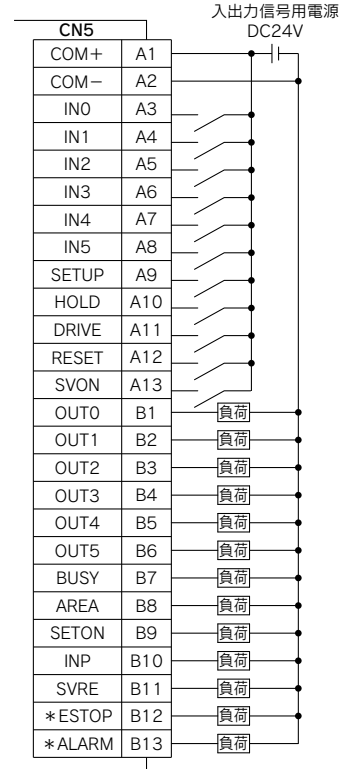 入出力信号用電源
DC24V
CN5
COM+ A1
COM− A2
IN0 A3
IN1 A4
IN2 A5
IN3 A6
IN4 A7
IN5 A8
SETUP A9
HOLD A10
DRIVE A11
RESET A12
SVON A13
OUT0 B1 負荷
OUT1 B2 負荷
OUT2 B3 負荷
OUT3 B4 負荷
OUT4 B5 負荷
OUT5 B6 負荷
BUSY B7 負荷
AREA B8 負荷
SETON B9 負荷
INP B10 負荷
SVRE B11 負荷
＊ESTOP B12 負荷
＊ALARM B13 負荷